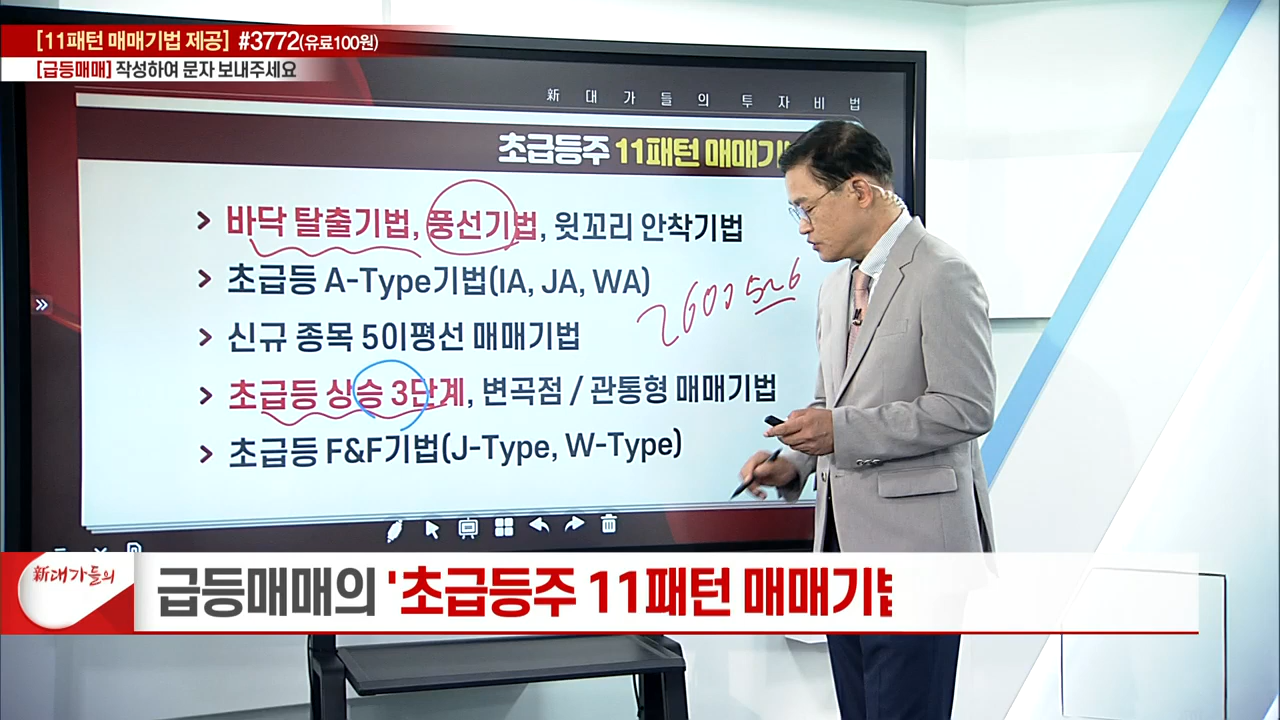 [11패턴 매매기법 제공] #3772(유료100원)
[급등매매] 작성하여 문자 보내주세요
新 대 가 들 의 투 자 비 법
초급등주 11패턴 매매기
바닥 탈출기법, 풍선기법, 윗꼬리 안착기법
초급등 A-Type기법(IA, JA, WA)
2600 5~6
신규 종목 5이평선 매매기법
초급등 상승 3단계, 변곡점 / 관통형 매매기법
초급등 F&F기법(J-Type, W-Type)
新대가들의
급등매매의 '초급등주 11패턴 매매기법